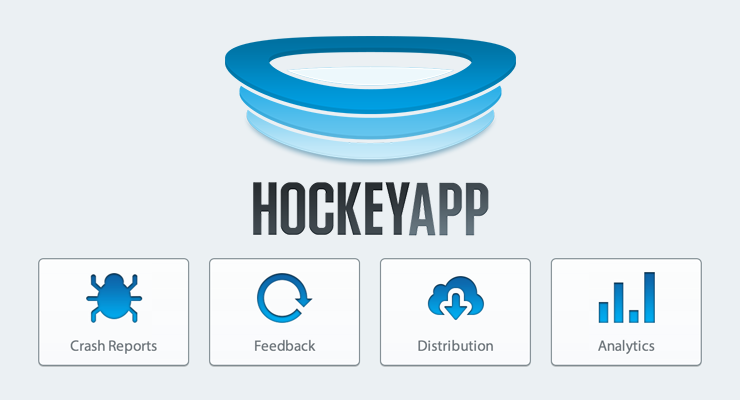 HOCKEYAPP
Crash Reports
Feedback
Distribution
Analytics